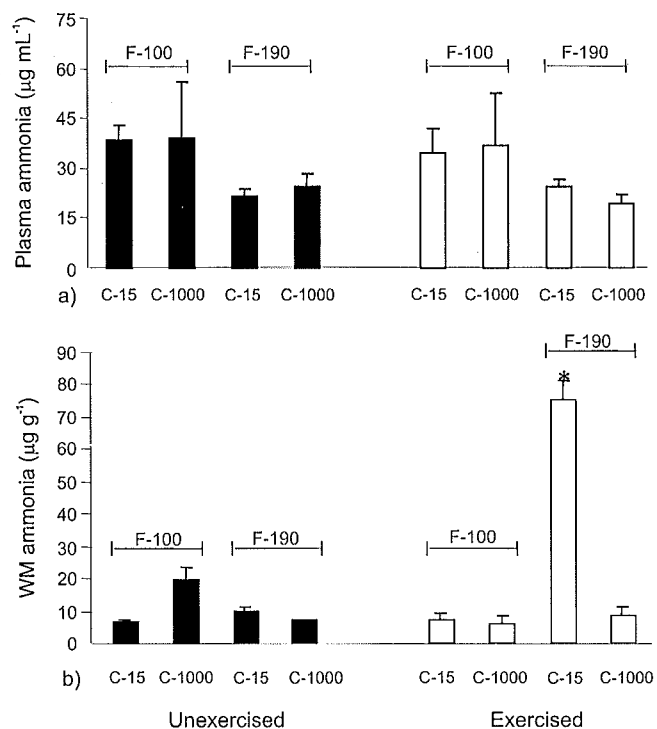 Plasma ammonia (µg mL⁻¹)
75
60
45
30
15
0
F-100 F-190 F-100 F-190
C-15 C-1000 C-15 C-1000 C-15 C-1000 C-15 C-1000
a)
WM ammonia (µg g⁻¹)
90
80
70
60
50
40
30
20
10
0
F-190
*
F-100 F-190 F-100
C-15 C-1000 C-15 C-1000 C-15 C-1000 C-15 C-1000
b)
Unexercised Exercised